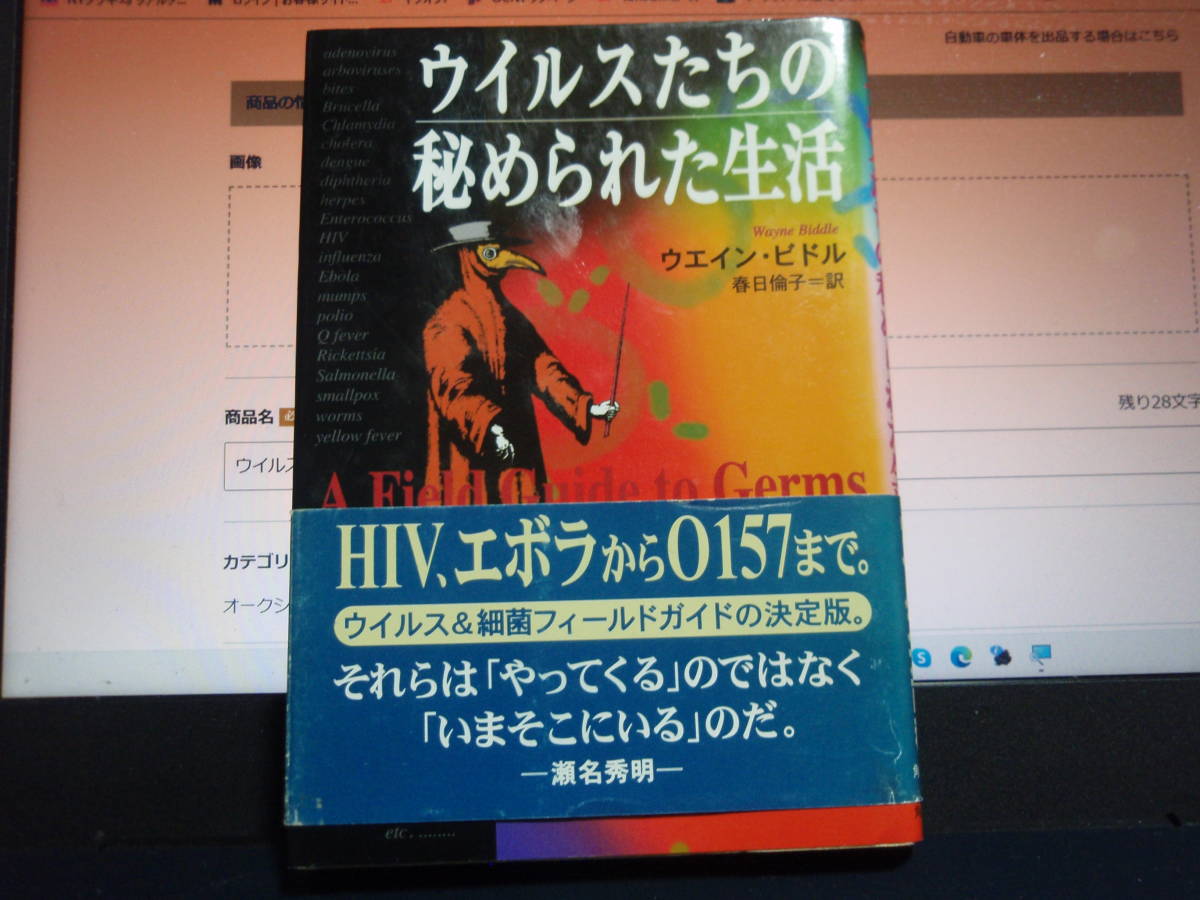 自動車の車体を出品する場合はこちら
画像
商品名
残り28文字
ウイルス
カテゴリ
オークシ
adenovirus
arboviruses
bites
Brucella
Chlamydia
cholera
dengue
diphtheria
herpes
Enterococcus
HIV
influenza
Ebola
mumps
polio
Q fever
Rickettsia
Salmonella
smallpox
worms
yellow fever
ウイルスたちの
秘められた生活
Wayne Biddle
ウエイン・ビドル
春日倫子=訳
A Field Guide to Germs
HIV、エボラからO157まで。
ウイルス&細菌フィールドガイドの決定版。
それらは「やってくる」のではなく
「いまそこにいる」のだ。
―瀬名秀明―
etc. ........